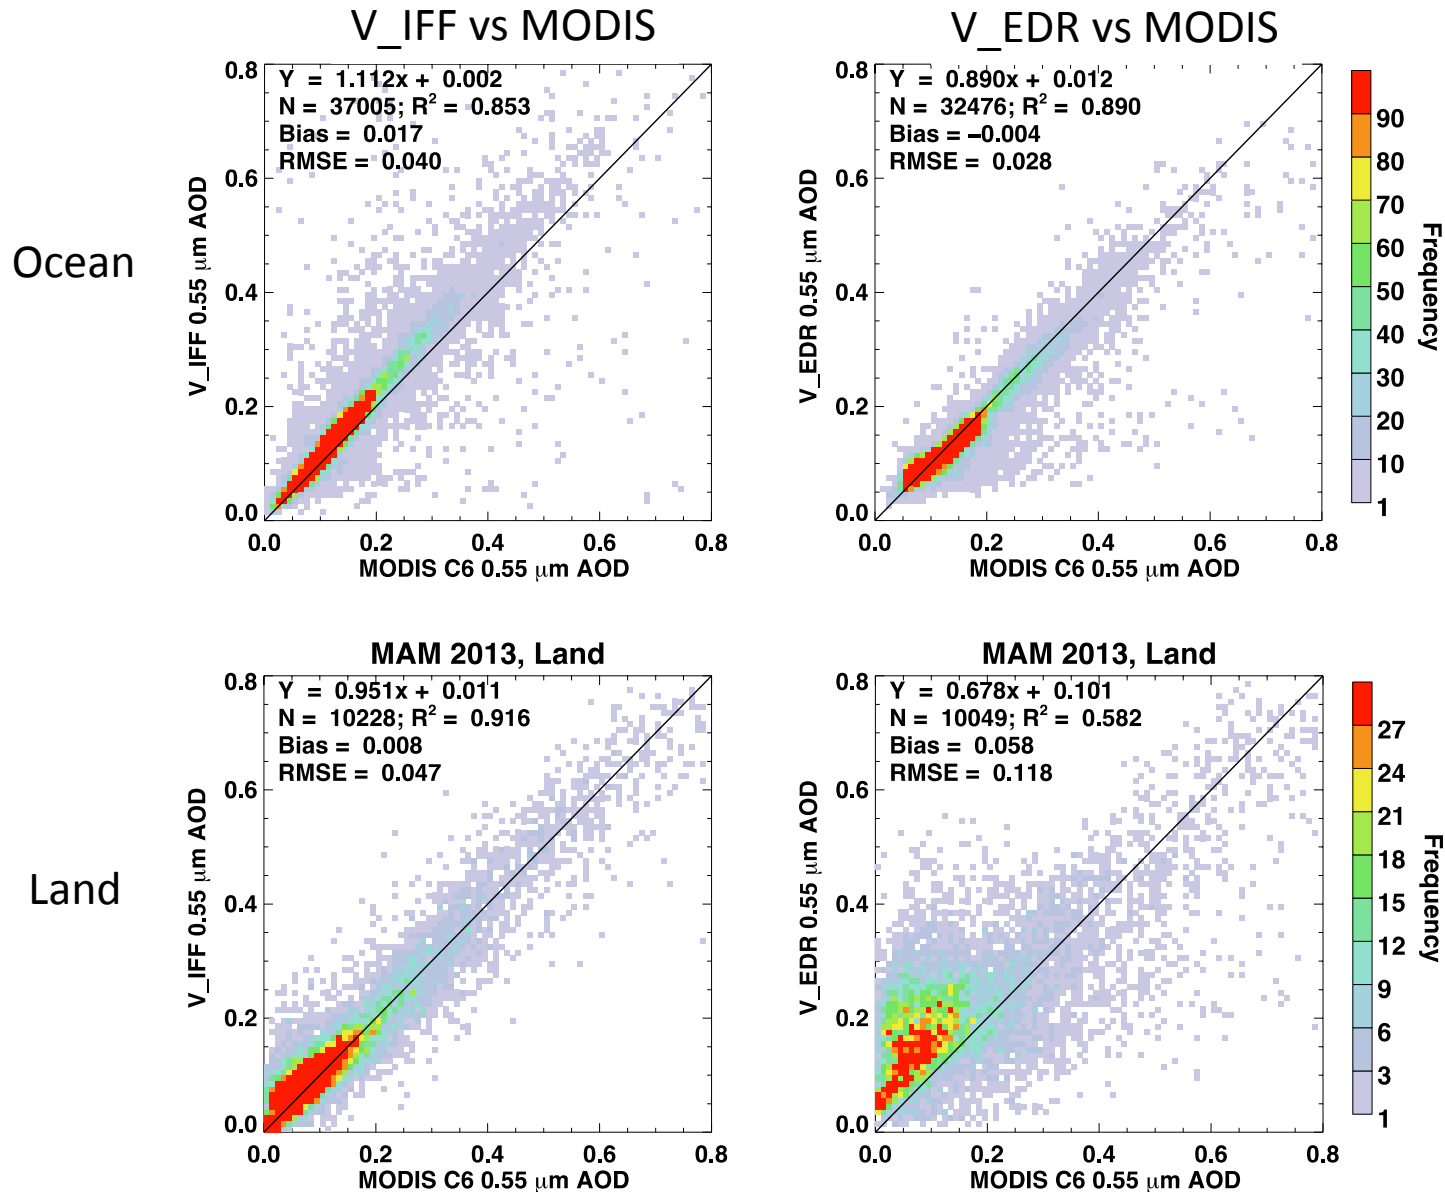 V_IFF vs MODIS
V_EDR vs MODIS
Ocean
Y = 1.112x + 0.002
N = 37005; R² = 0.853
Bias = 0.017
RMSE = 0.040
0.8
0.6
0.4
0.2
0.0
V_IFF 0.55 μm AOD
0.0 0.2 0.4 0.6 0.8
MODIS C6 0.55 μm AOD
Y = 0.890x + 0.012
N = 32476; R² = 0.890
Bias = –0.004
RMSE = 0.028
0.8
0.6
0.4
0.2
0.0
V_EDR 0.55 μm AOD
0.0 0.2 0.4 0.6 0.8
MODIS C6 0.55 μm AOD
90
80
70
60
50
40
30
20
10
1
Frequency
Land
MAM 2013, Land
Y = 0.951x + 0.011
N = 10228; R² = 0.916
Bias = 0.008
RMSE = 0.047
0.8
0.6
0.4
0.2
0.0
V_IFF 0.55 μm AOD
0.0 0.2 0.4 0.6 0.8
MODIS C6 0.55 μm AOD
MAM 2013, Land
Y = 0.678x + 0.101
N = 10049; R² = 0.582
Bias = 0.058
RMSE = 0.118
0.8
0.6
0.4
0.2
0.0
V_EDR 0.55 μm AOD
0.0 0.2 0.4 0.6 0.8
MODIS C6 0.55 μm AOD
27
24
21
18
15
12
9
6
3
1
Frequency